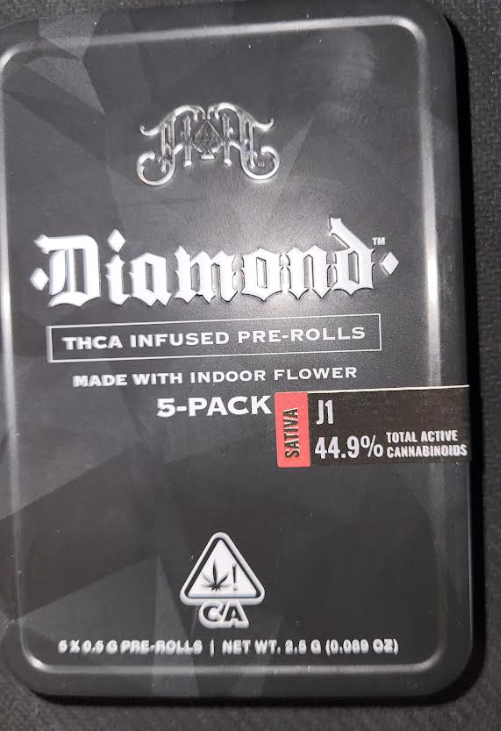 Diamond™
THCA INFUSED PRE-ROLLS
MADE WITH INDOOR FLOWER
5-PACK
SATIVA
J1
44.9% TOTAL ACTIVE
CANNABINOIDS
!
CA
5 X 0.5 G PRE-ROLLS | NET WT. 2.5 G (0.089 OZ)